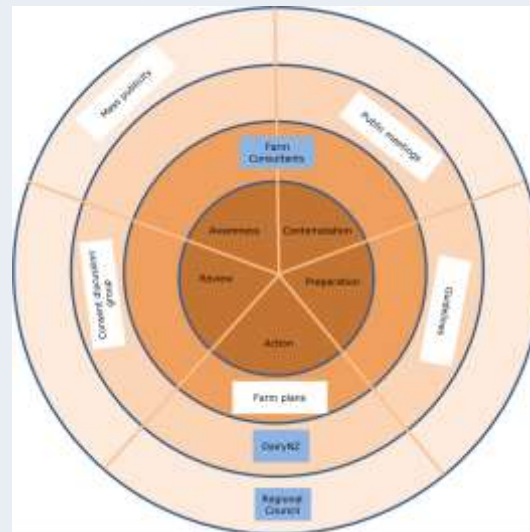 Mass publicity
Public meetings
Farm
Consultants
Awareness
Contemplation
Review
Preparation
Action
Consent discussion
group
Guidelines
Farm plans
DairyNZ
Regional
Council